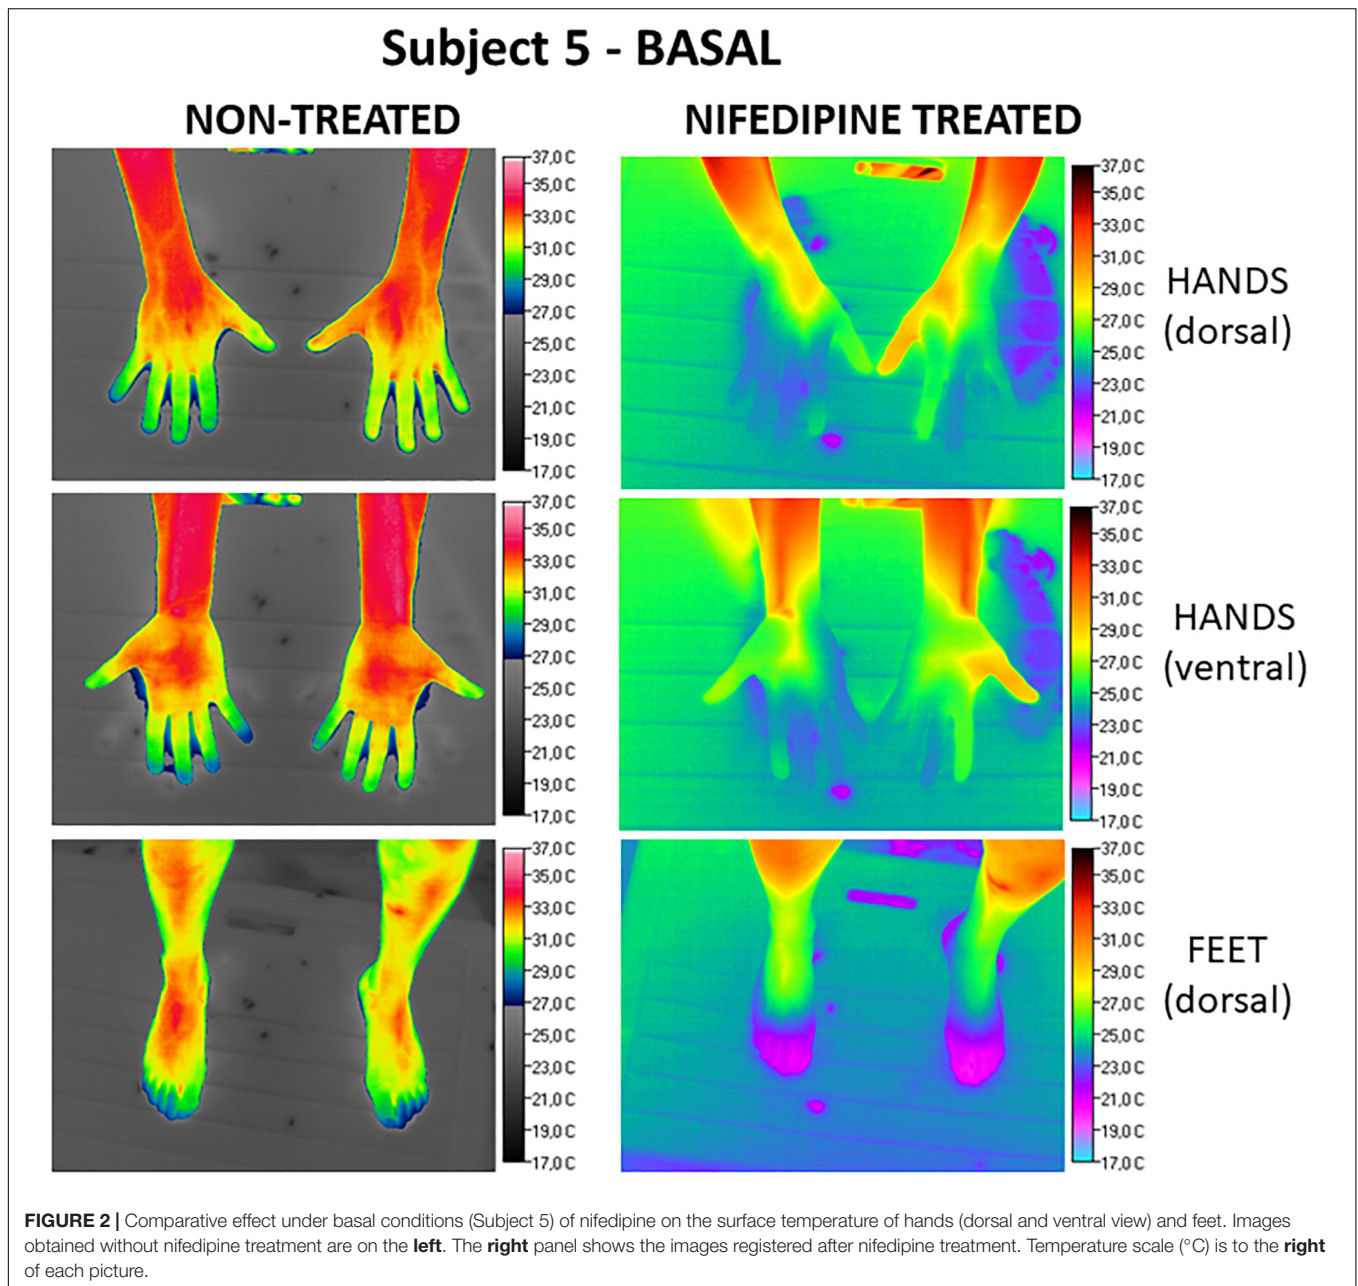 Subject 5 - BASAL
NON-TREATED
NIFEDIPINE TREATED
37,0 C
35,0 C
33,0 C
31,0 C
29,0 C
27,0 C
25,0 C
23,0 C
21,0 C
19,0 C
17,0 C
37,0 C
35,0 C
33,0 C
31,0 C
29,0 C
27,0 C
25,0 C
23,0 C
21,0 C
19,0 C
17,0 C
HANDS
(dorsal)
37,0 C
35,0 C
33,0 C
31,0 C
29,0 C
27,0 C
25,0 C
23,0 C
21,0 C
19,0 C
17,0 C
37,0 C
35,0 C
33,0 C
31,0 C
29,0 C
27,0 C
25,0 C
23,0 C
21,0 C
19,0 C
17,0 C
HANDS
(ventral)
37,0 C
35,0 C
33,0 C
31,0 C
29,0 C
27,0 C
25,0 C
23,0 C
21,0 C
19,0 C
17,0 C
37,0 C
35,0 C
33,0 C
31,0 C
29,0 C
27,0 C
25,0 C
23,0 C
21,0 C
19,0 C
17,0 C
FEET
(dorsal)
FIGURE 2 | Comparative effect under basal conditions (Subject 5) of nifedipine on the surface temperature of hands (dorsal and ventral view) and feet. Images
obtained without nifedipine treatment are on the left. The right panel shows the images registered after nifedipine treatment. Temperature scale (°C) is to the right
of each picture.